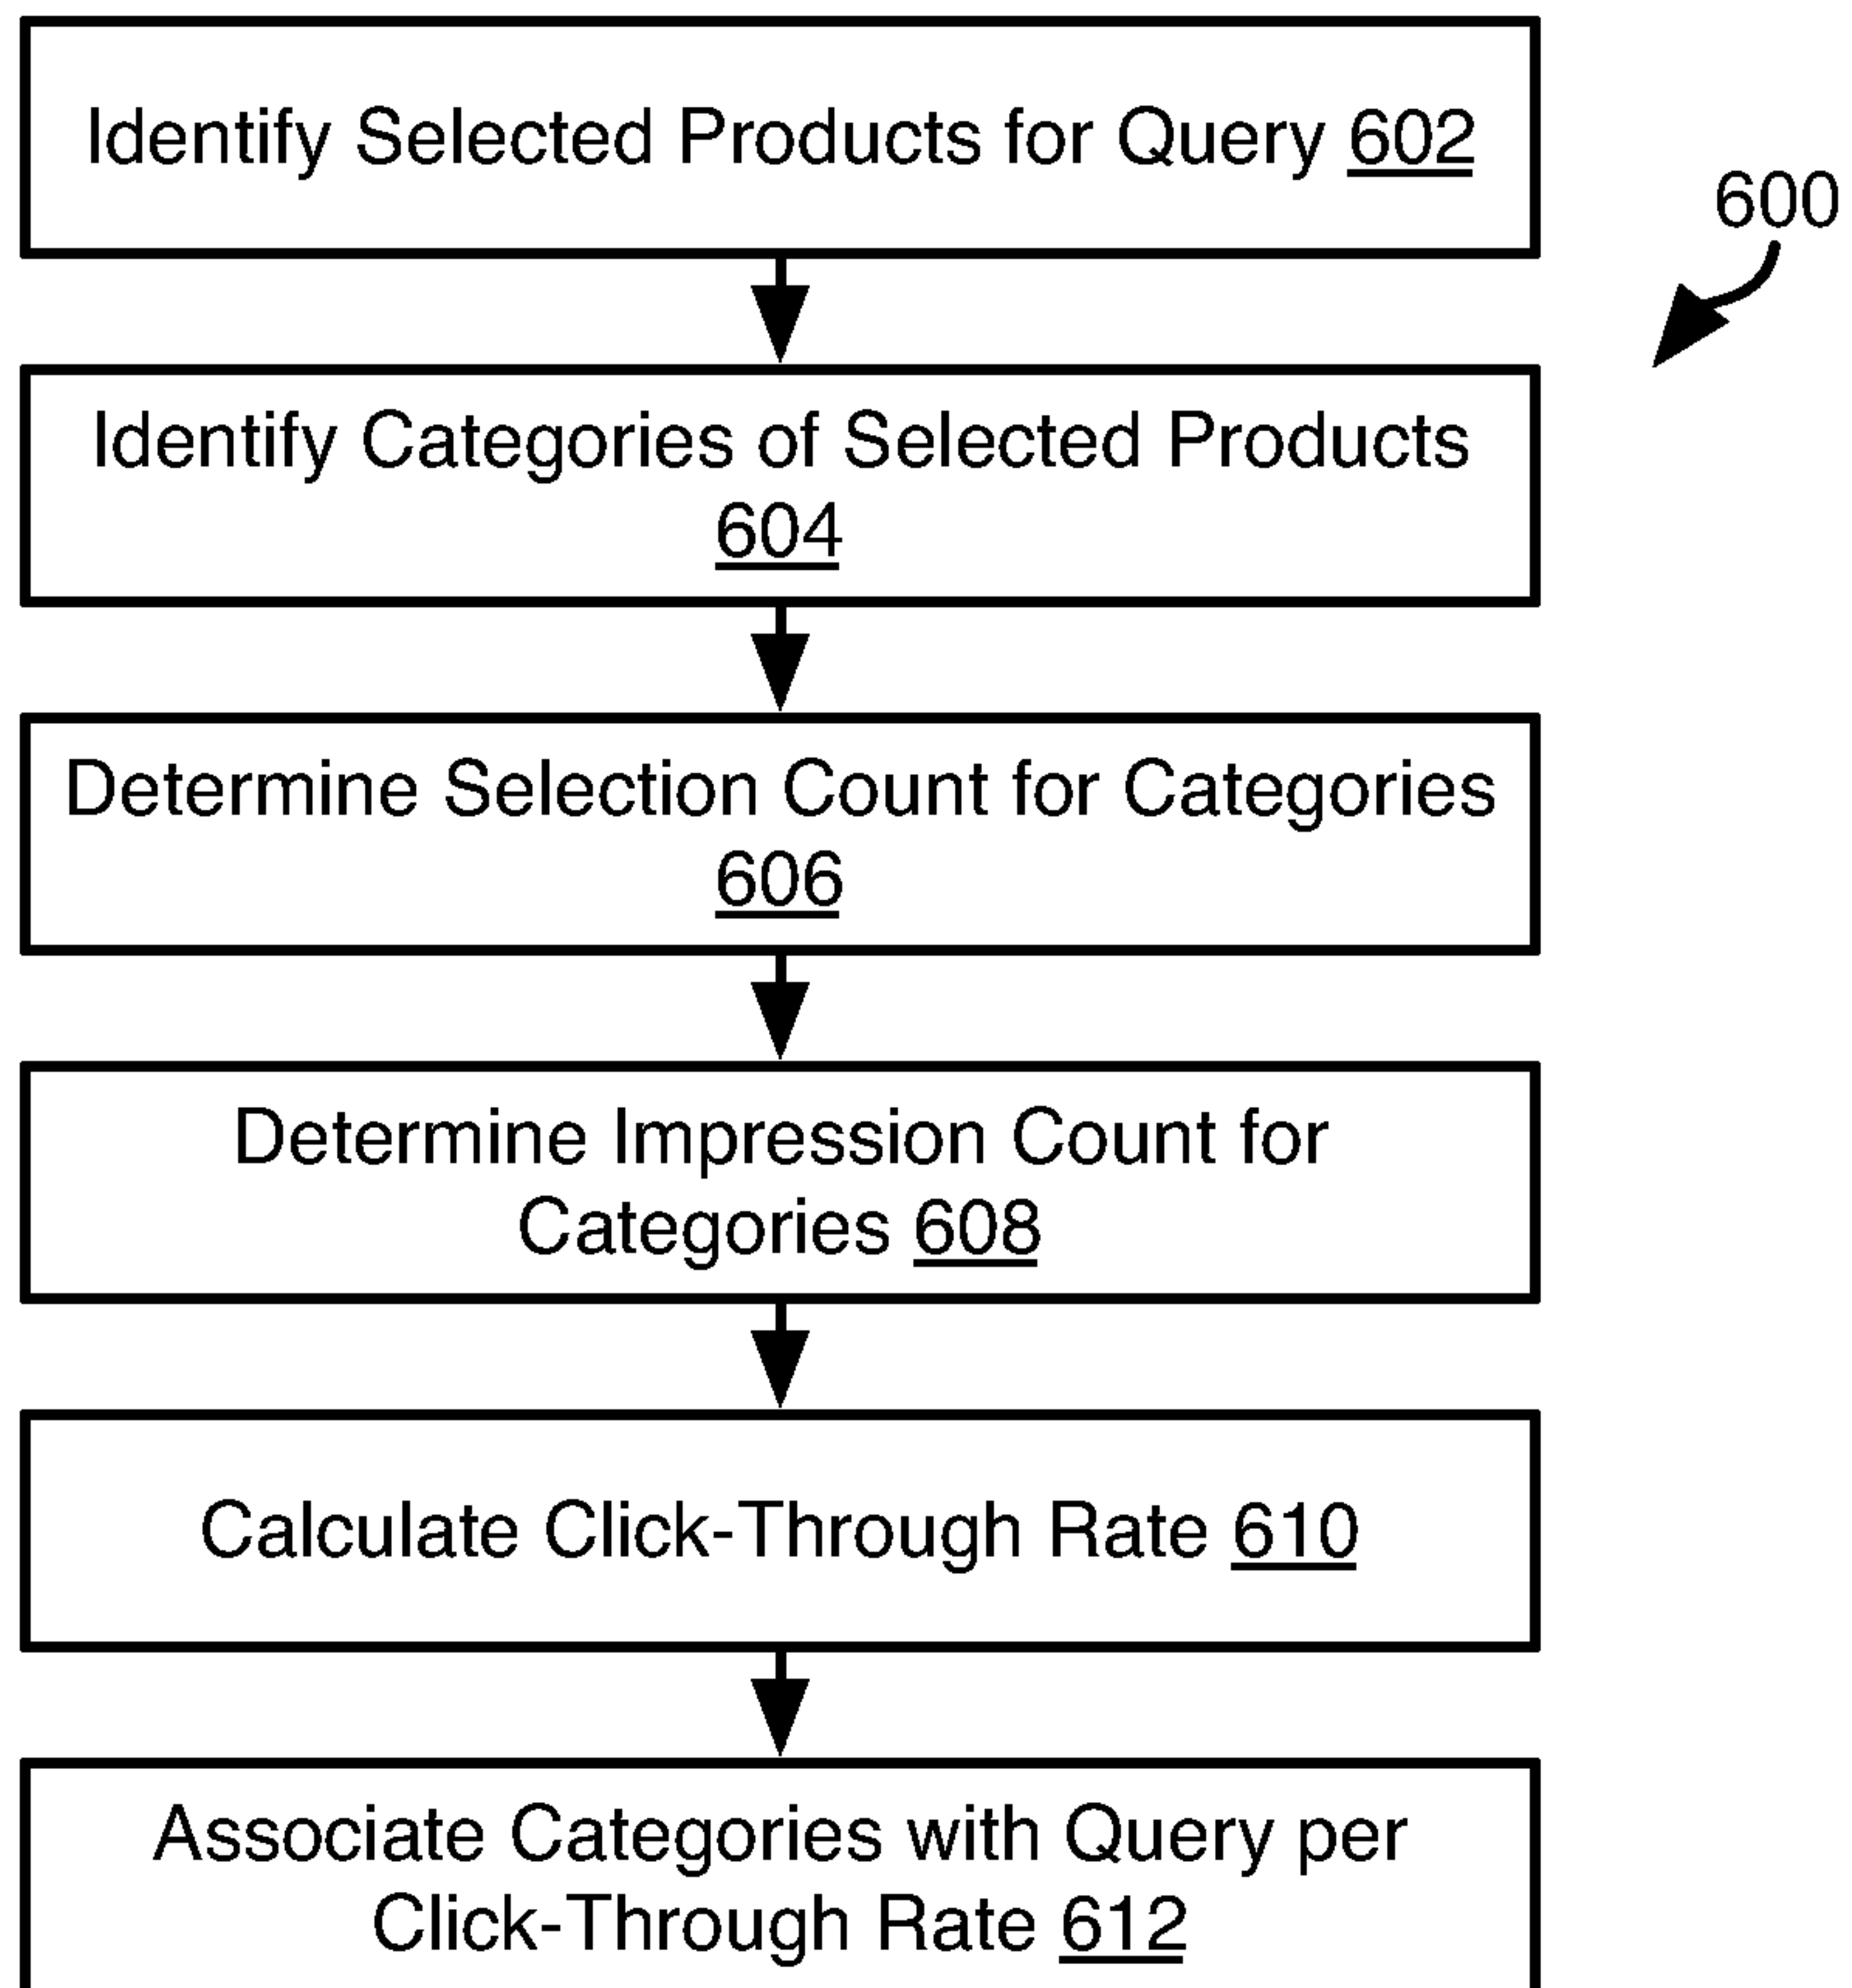 Identify Selected Products for Query 602
600
Identify Categories of Selected Products
604
Determine Selection Count for Categories
606
Determine Impression Count for
Categories 608
Calculate Click-Through Rate 610
Associate Categories with Query per
Click-Through Rate 612